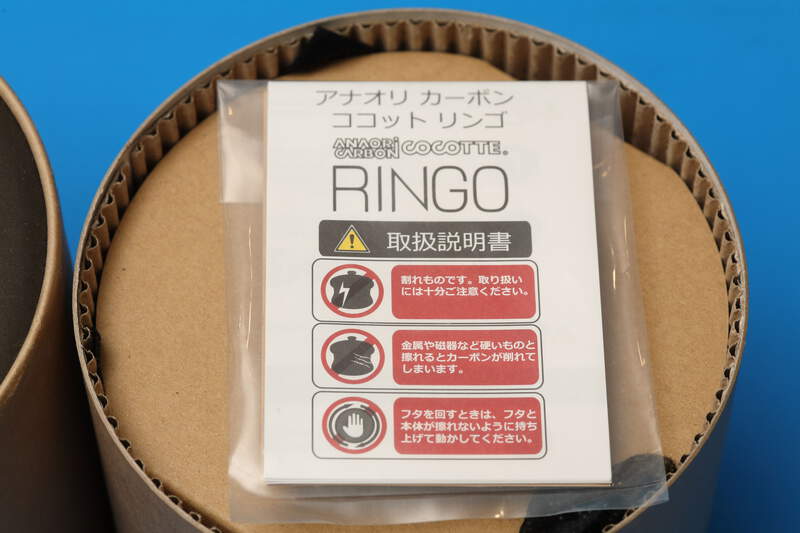 アナオリ カーボン
ココット リンゴ
ANAORI CARBON COCOTTE®
RINGO
取扱説明書
割れものです。取り扱い
には十分ご注意ください。
金属や磁器など硬いものと
擦れるとカーボンが削れて
しまいます。
フタを回すときは、フタと
本体が擦れないように持ち
上げて動かしてください。